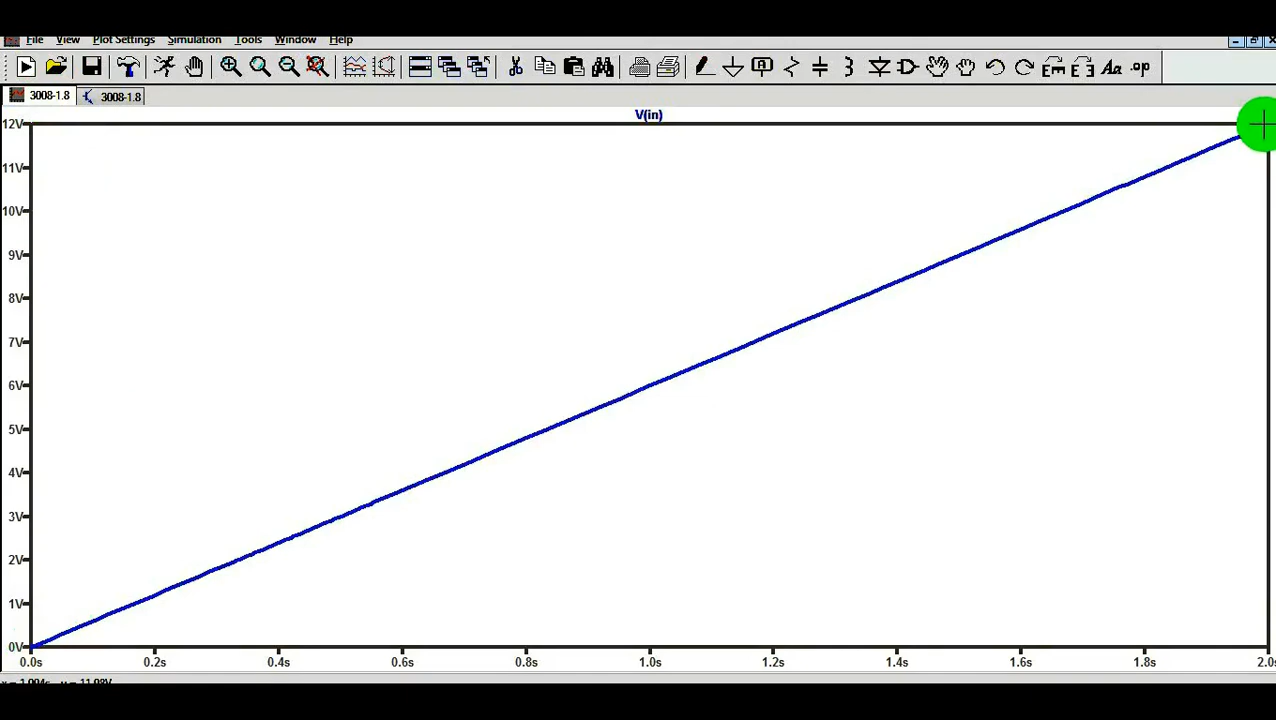 File View Plot Settings Simulation Tools Window Help
Aa .op
3008-1.8 3008-1.8
V(in)
12V
11V
10V
9V
8V
7V
6V
5V
4V
3V
2V
1V
0V
0.0s 0.2s 0.4s 0.6s 0.8s 1.0s 1.2s 1.4s 1.6s 1.8s 2.0s